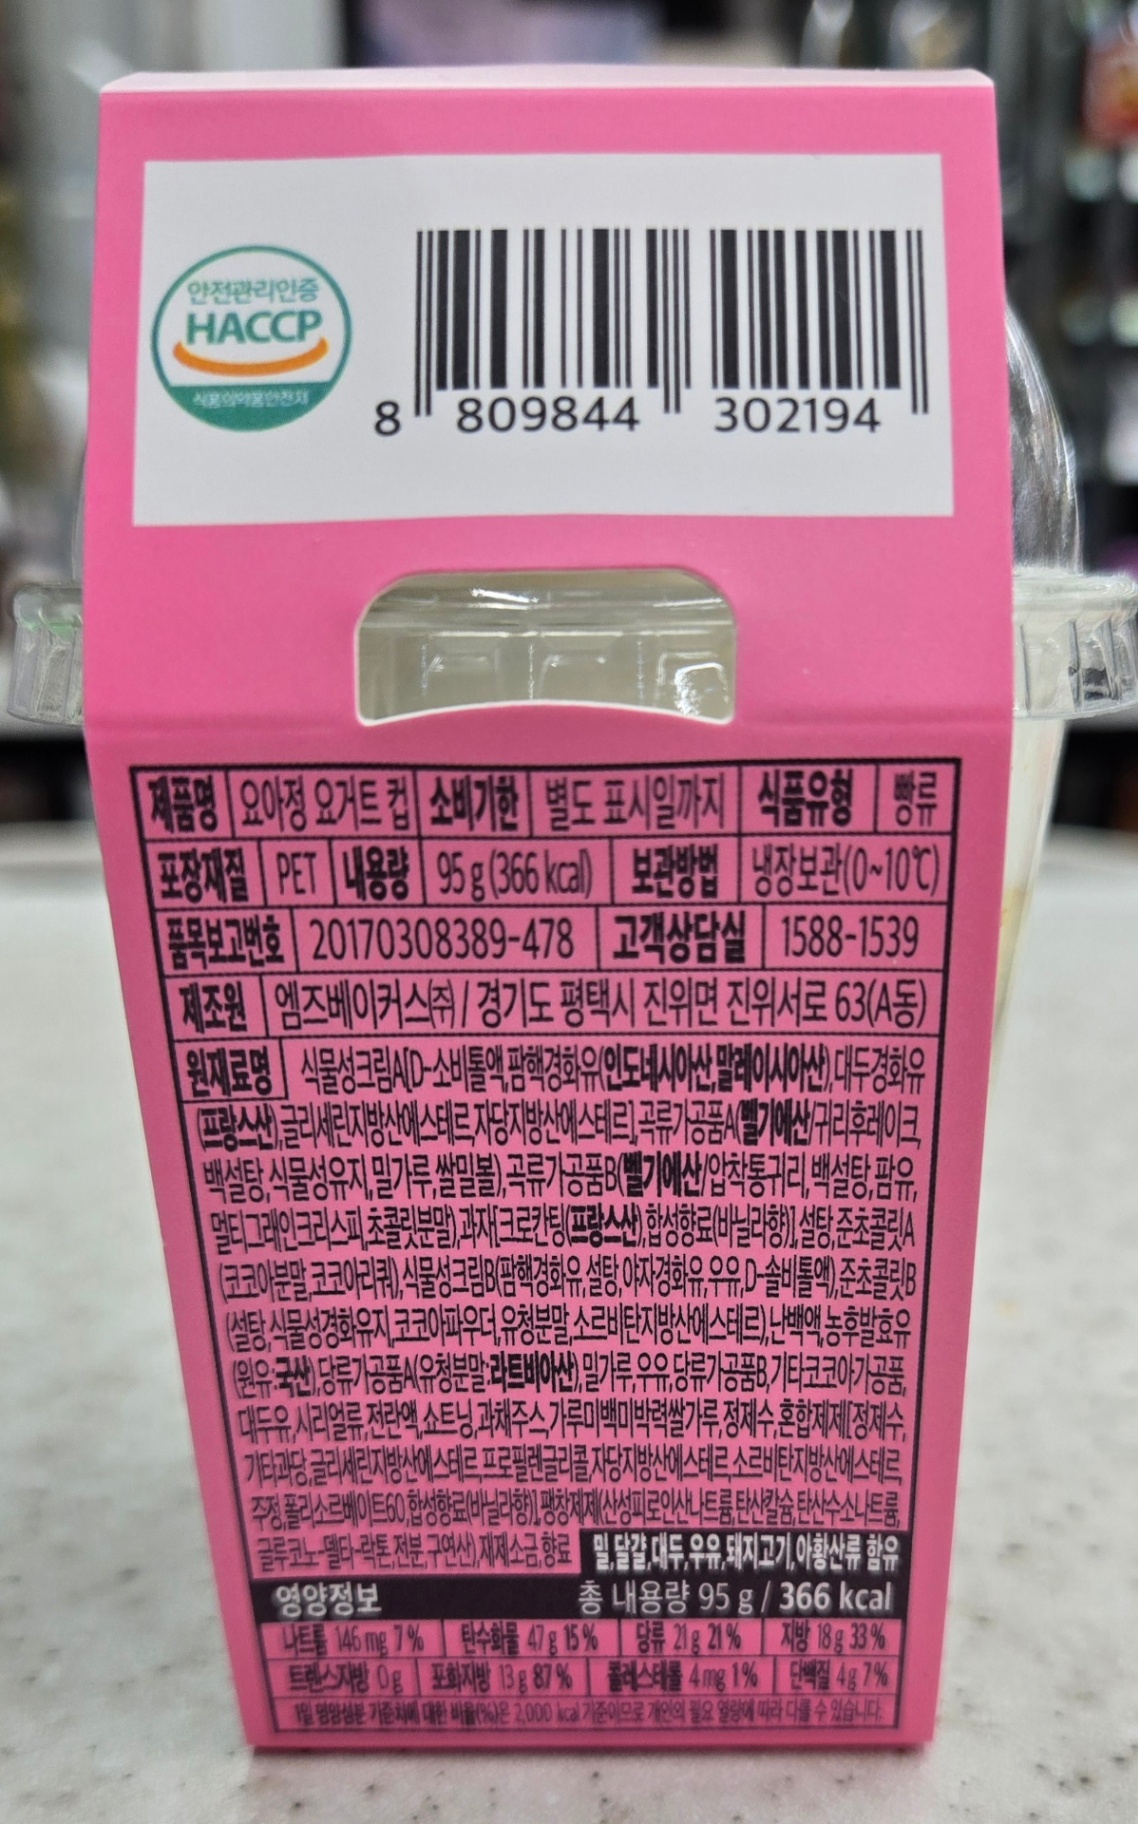 안전관리인증
HACCP
식품의약품안전처
8 809844 302194
제품명 요아정 요거트 컵 소비기한 별도 표시일까지 식품유형 빵류
포장재질 PET 내용량 95 g (366 kcal) 보관방법 냉장보관(0~10℃)
품목보고번호 20170308389-478 고객상담실 1588-1539
제조원 엠즈베이커스㈜ / 경기도 평택시 진위면 진위서로 63(A동)
원재료명 식물성크림A[D-소비톨액,팜핵경화유(인도네시아산,말레이시아산),대두경화유
(프랑스산),글리세린지방산에스테르,자당지방산에스테르],곡류가공품A(벨기에산/귀리후레이크,
백설탕,식물성유지,밀가루,쌀밀볼),곡류가공품B(벨기에산/압착통귀리,백설탕,팜유,
멀티그레인크리스피,초콜릿분말),과자[크로칸팅(프랑스산),합성향료(바닐라향)],설탕,준초콜릿A
(코코아분말,코코아리쿼),식물성크림B(팜핵경화유,설탕,야자경화유,우유,D-솔비톨액),준초콜릿B
(설탕,식물성경화유지,코코아파우더,유청분말,소르비탄지방산에스테르),난백액,농후발효유
(원유:국산),당류가공품A(유청분말:라트비아산),밀가루,우유,당류가공품B,기타코코아가공품,
대두유,시리얼류,전란액,쇼트닝,과채주스,가루미백미박력쌀가루,정제수,혼합제제[정제수,
기타과당,글리세린지방산에스테르,프로필렌글리콜,자당지방산에스테르,소르비탄지방산에스테르,
주정,폴리소르베이트60,합성향료(바닐라향)],팽창제제(산성피로인산나트륨,탄산칼슘,탄산수소나트륨,
글루코노-델타-락톤,전분,구연산),재제소금,향료 밀,달걀,대두,우유,돼지고기,아황산류 함유
영양정보 총 내용량 95 g / 366 kcal
나트륨 146 mg 7 % 탄수화물 47 g 15 % 당류 21 g 21 % 지방 18 g 33 %
트랜스지방 0 g 포화지방 13 g 87 % 콜레스테롤 4 mg 1 % 단백질 4 g 7 %
1일 영양성분 기준치에 대한 비율(%)은 2,000 kcal 기준이므로 개인의 필요 열량에 따라 다를 수 있습니다.